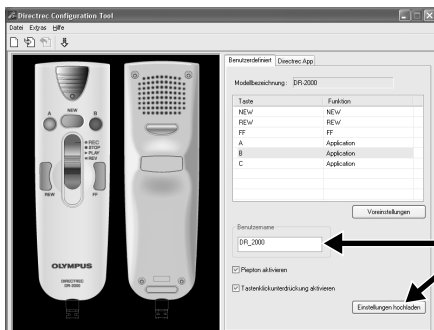 Directrec Configuration Tool
Datei Extras Hilfe
A NEW B
REC
STOP
PLAY
REV
REW FF
OLYMPUS
DIRECTREC
DR-2000
Benutzerdefiniert Directrec App
Modellbezeichnung : DR-2000
Taste Funktion
NEW NEW
REW REW
FF FF
A Application
B Application
C Application
Voreinstellungen
Benutzername
DR_2000
Piepton aktivieren
Tastenklickunterdrückung aktivieren
Einstellungen hochladen